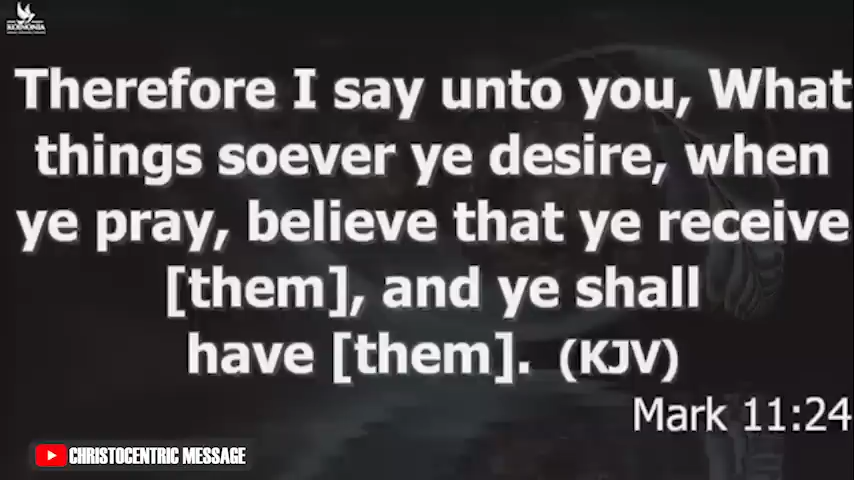 KOINONIA
Therefore I say unto you, What
things soever ye desire, when
ye pray, believe that ye receive
[them], and ye shall
have [them]. (KJV)
Mark 11:24
CHRISTOCENTRIC MESSAGE